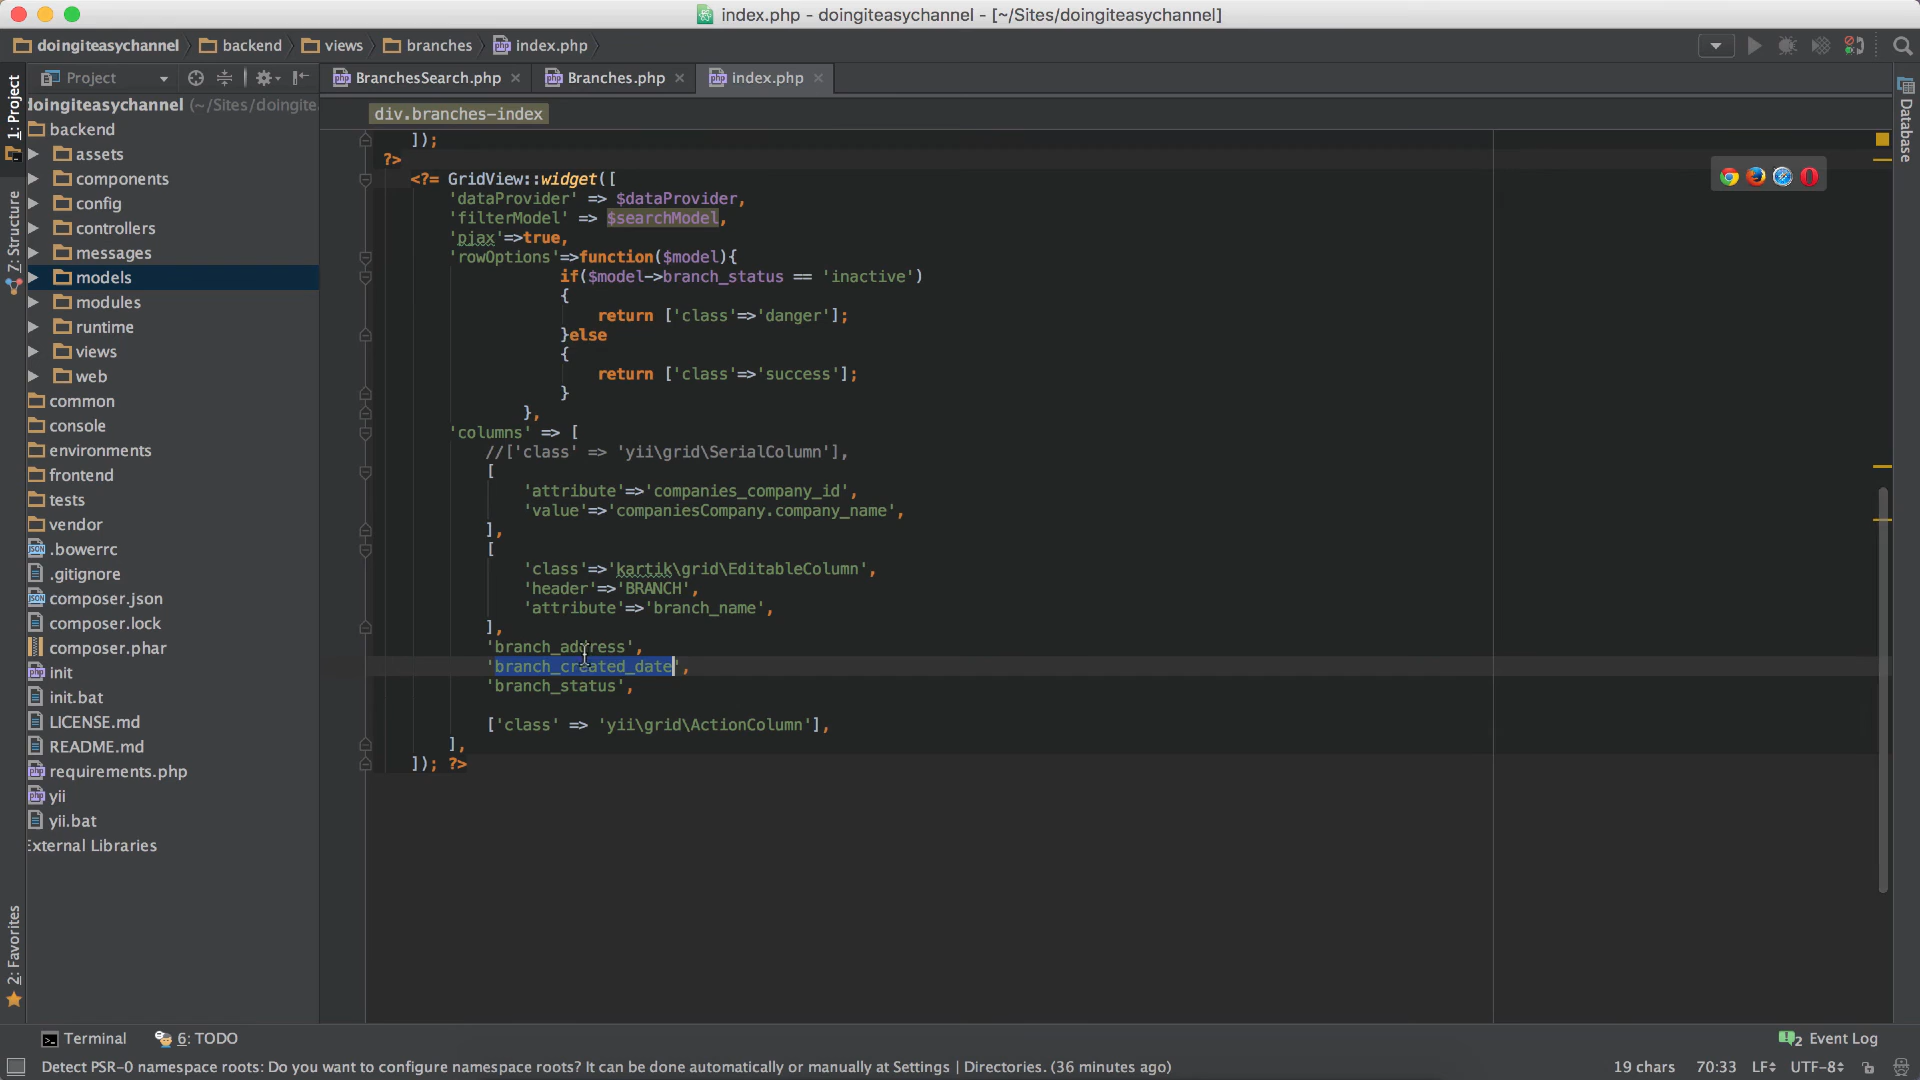 index.php - doingiteasychannel - [~/Sites/doingiteasychannel]
doingiteasychannel backend views branches index.php
Project BranchesSearch.php Branches.php index.php
1: Project
7: Structure
2: Favorites
Database
doingiteasychannel (~/Sites/doingite
backend
assets
components
config
controllers
messages
models
modules
runtime
views
web
common
console
environments
frontend
tests
vendor
.bowerrc
.gitignore
composer.json
composer.lock
composer.phar
init
init.bat
LICENSE.md
README.md
requirements.php
yii
yii.bat
External Libraries
div.branches-index
]);
?>
<?= GridView::widget([
'dataProvider' => $dataProvider,
'filterModel' => $searchModel,
'pjax'=>true,
'rowOptions'=>function($model){
if($model->branch_status == 'inactive')
{
return ['class'=>'danger'];
}else
{
return ['class'=>'success'];
}
},
'columns' => [
//['class' => 'yii\grid\SerialColumn'],
[
'attribute'=>'companies_company_id',
'value'=>'companiesCompany.company_name',
],
[
'class'=>'kartik\grid\EditableColumn',
'header'=>'BRANCH',
'attribute'=>'branch_name',
],
'branch_address',
'branch_created_date',
'branch_status',
['class' => 'yii\grid\ActionColumn'],
],
]); ?>
Terminal 6: TODO Event Log
Detect PSR-0 namespace roots: Do you want to configure namespace roots? It can be done automatically or manually at Settings | Directories. (36 minutes ago) 19 chars 70:33 LF UTF-8